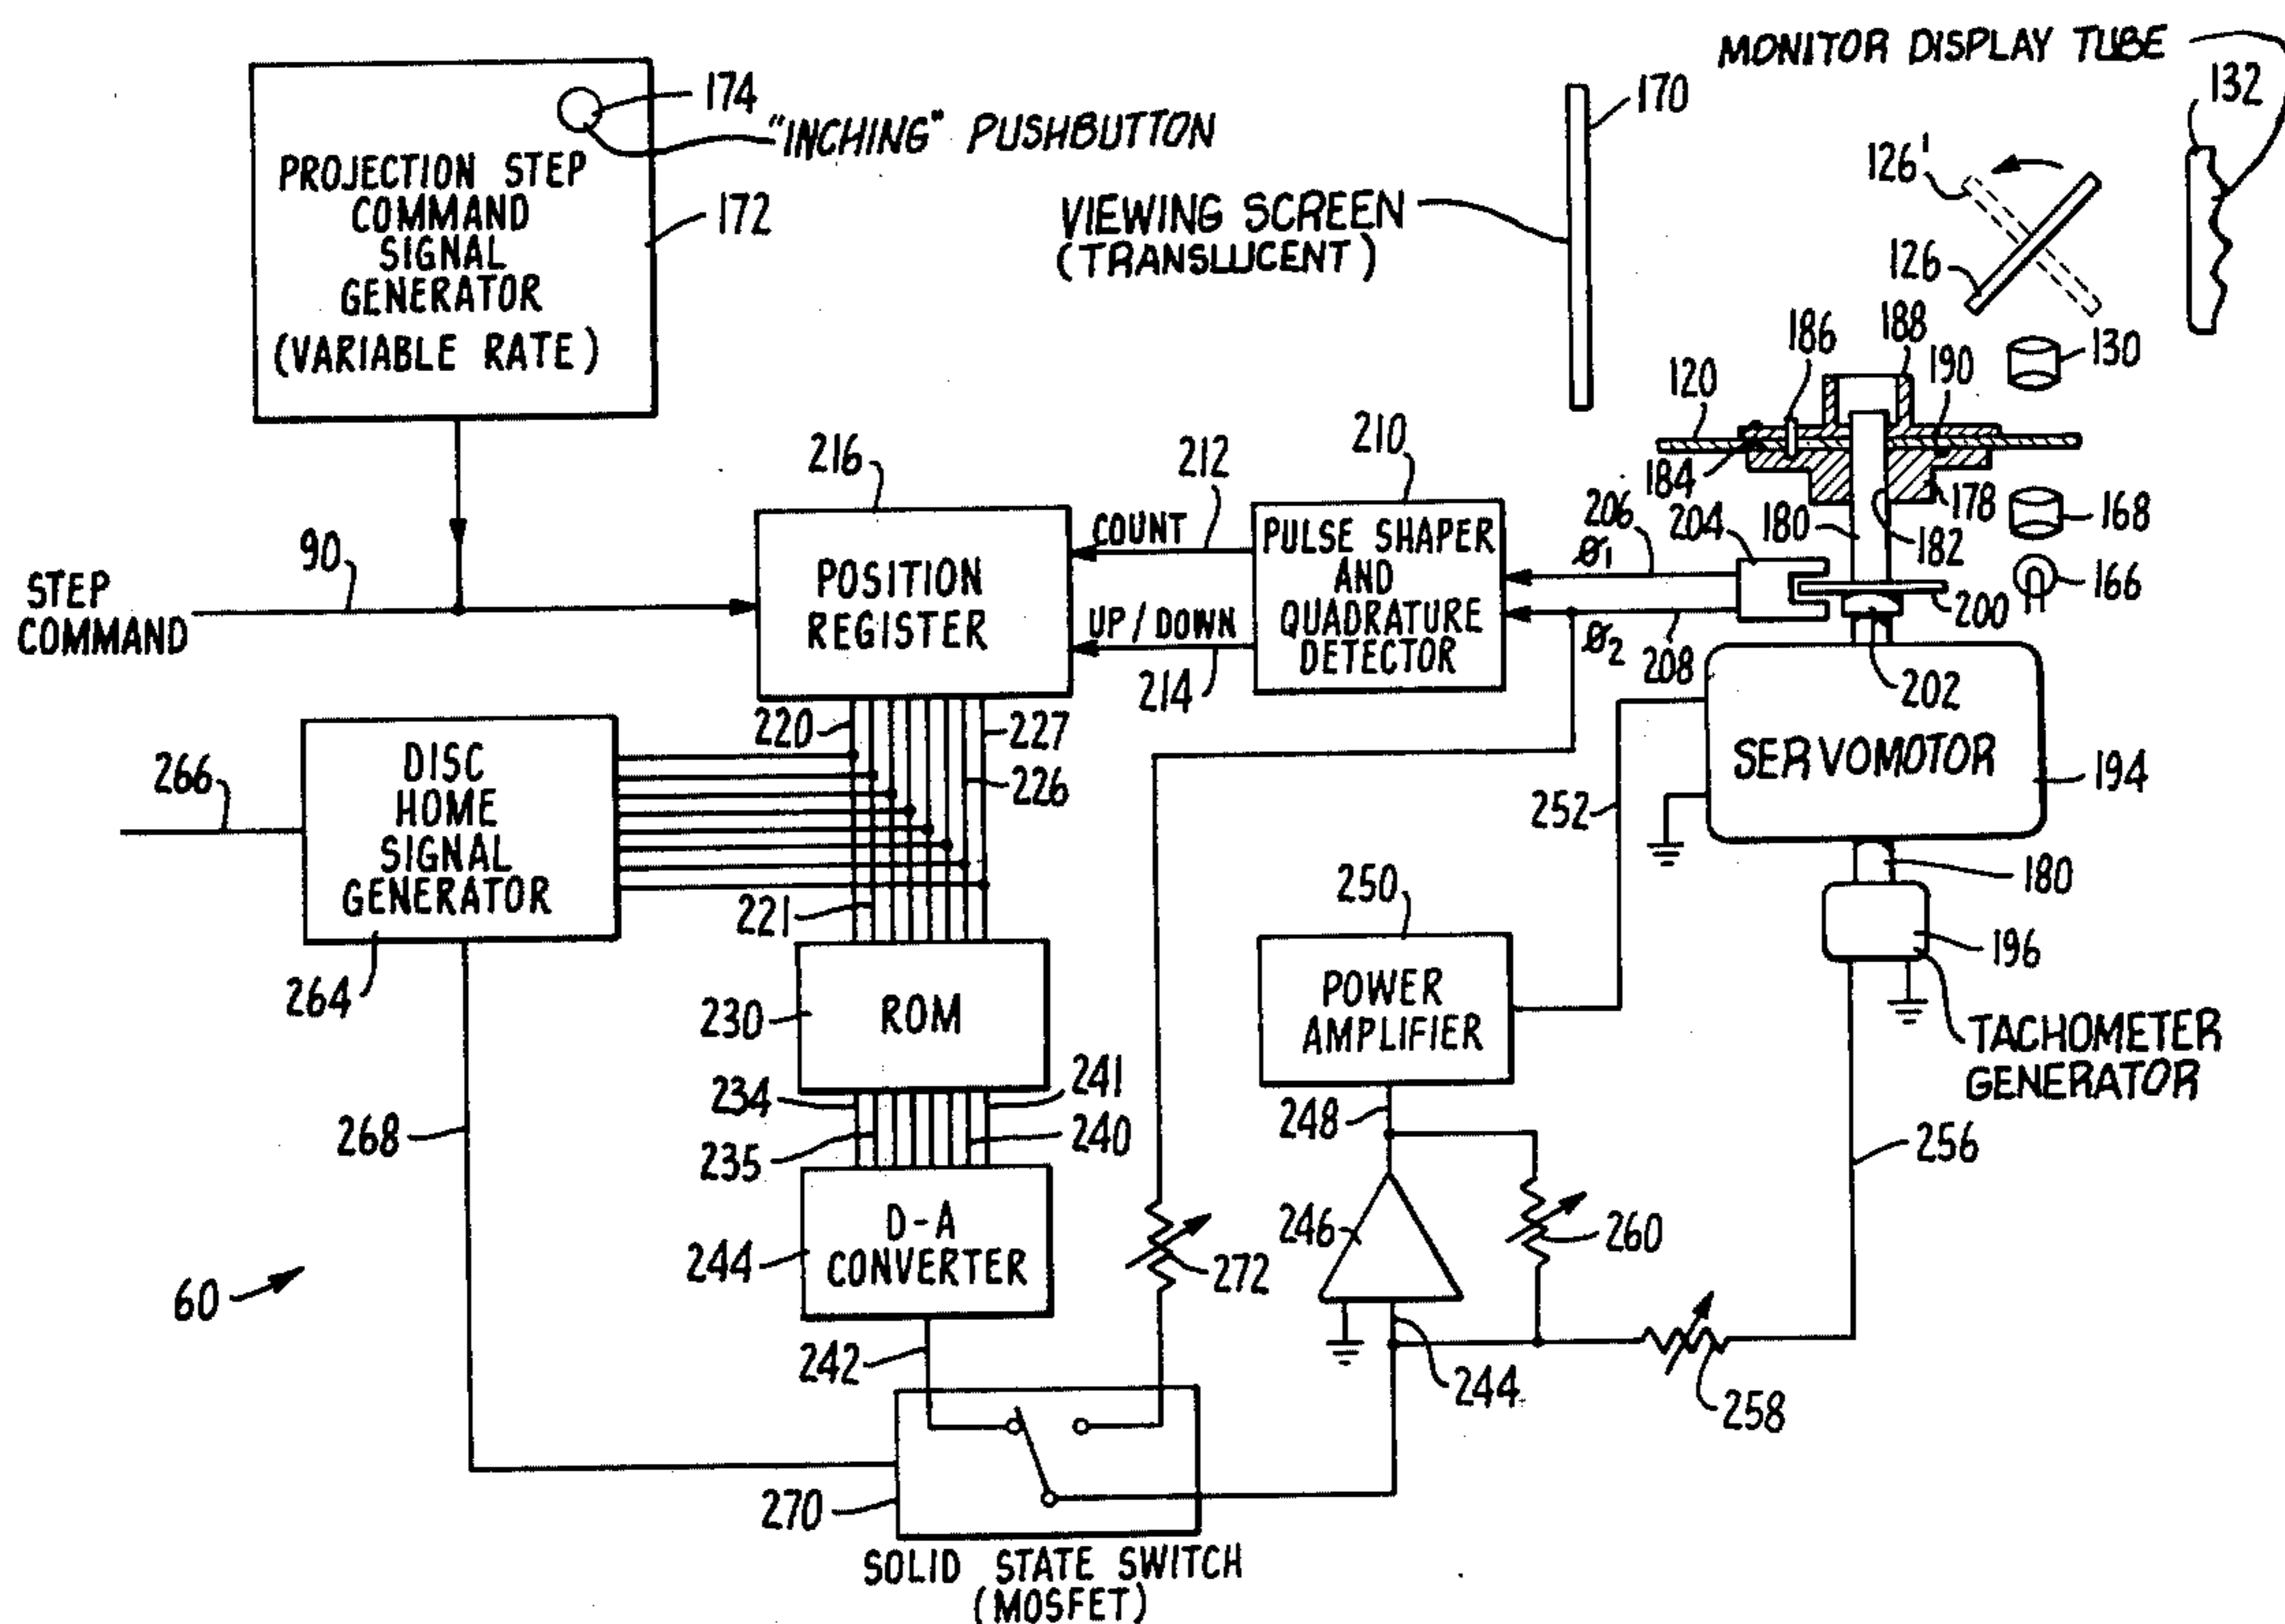 MONITOR DISPLAY TUBE
132
170
174
"INCHING" PUSHBUTTON
PROJECTION STEP
COMMAND
SIGNAL
GENERATOR
(VARIABLE RATE)
172
VIEWING SCREEN
(TRANSLUCENT)
126'
126
130
186
188
190
120
184
178
168
180
182
166
200
202
204
206
Ø1
Ø2
208
210
PULSE SHAPER
AND
QUADRATURE
DETECTOR
212
COUNT
UP/DOWN
214
216
POSITION
REGISTER
90
STEP
COMMAND
220
227
226
221
DISC
HOME
SIGNAL
GENERATOR
266
264
268
SERVOMOTOR
194
252
180
196
TACHOMETER
GENERATOR
250
POWER
AMPLIFIER
248
256
230
ROM
234
241
235
240
244
D-A
CONVERTER
242
272
246
260
244
258
60
270
SOLID STATE SWITCH
(MOSFET)